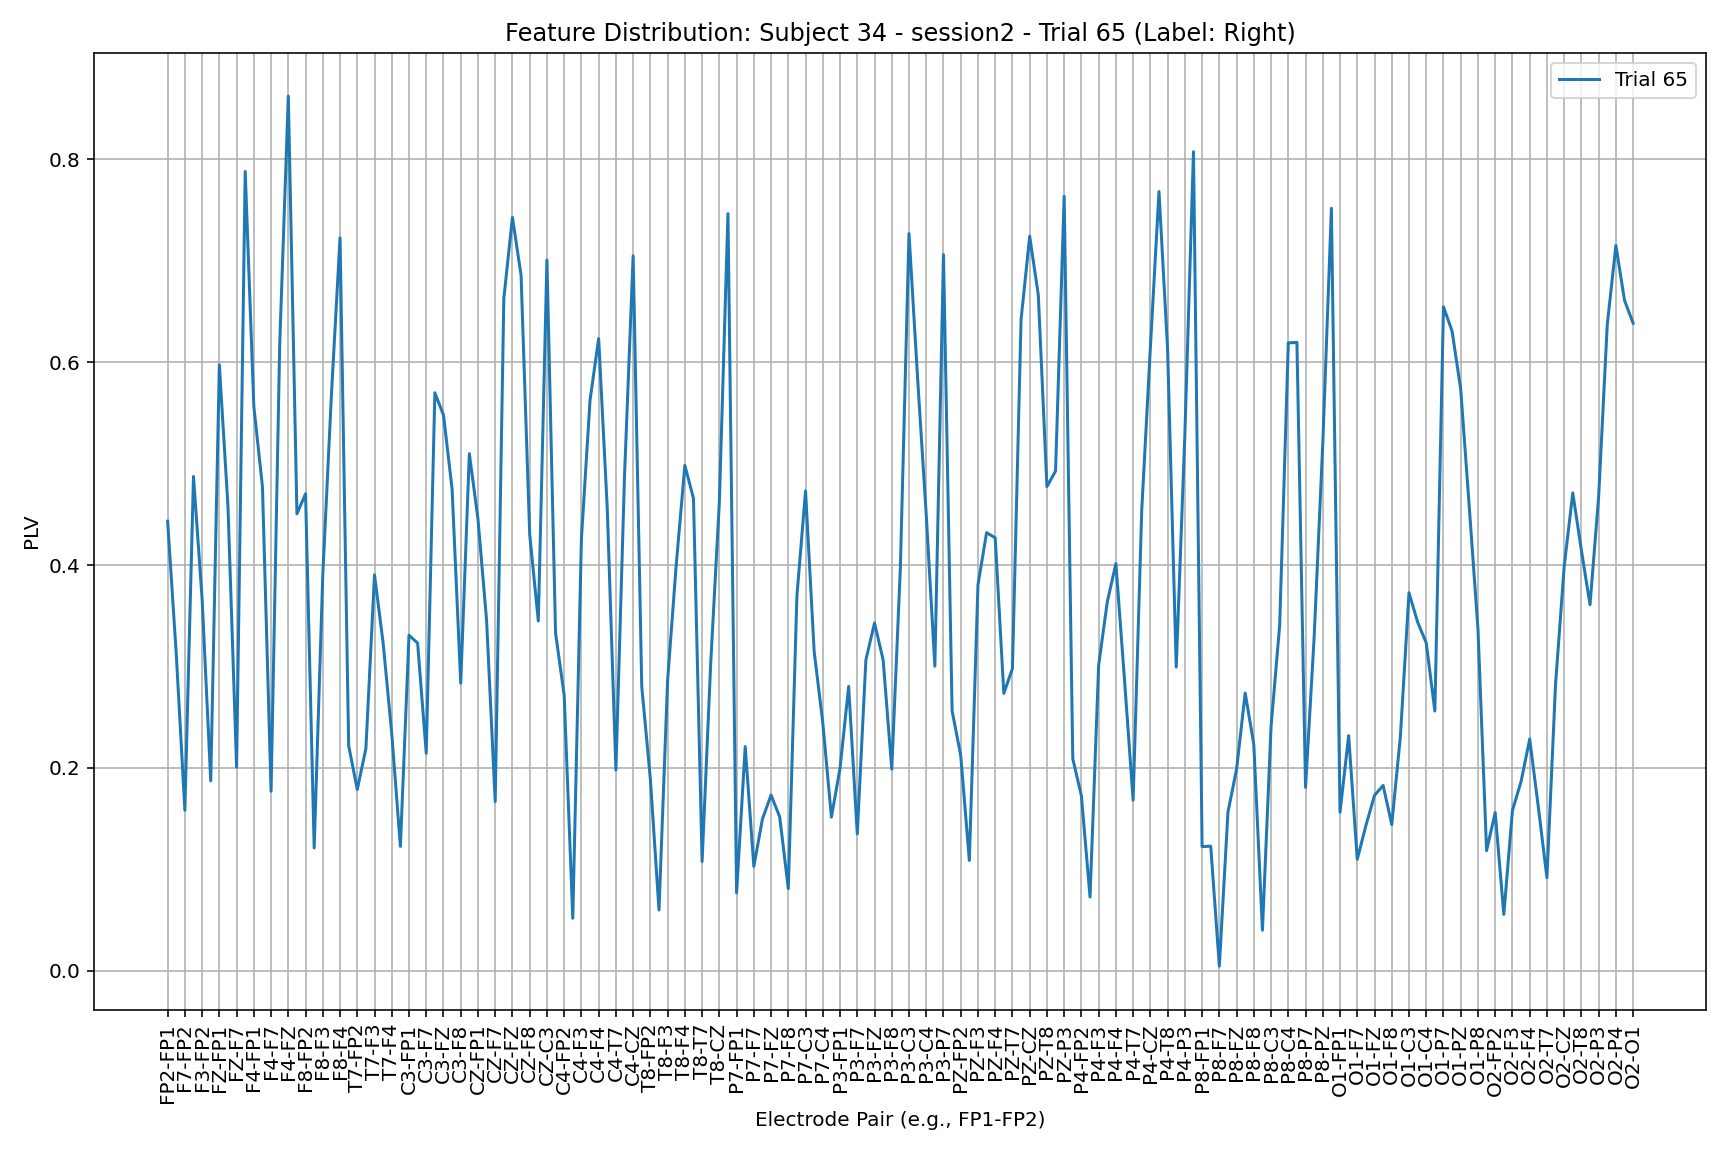 Feature Distribution: Subject 34 - session2 - Trial 65 (Label: Right)
Trial 65
PLV
0.8
0.6
0.4
0.2
0.0
FP2-FP1
F7-FP2
F3-FP2
FZ-FP1
FZ-F7
F4-FP1
F4-F7
F4-FZ
F8-FP2
F8-F3
F8-F4
T7-FP2
T7-F3
T7-F4
C3-FP1
C3-F7
C3-FZ
C3-F8
CZ-FP1
CZ-F7
CZ-FZ
CZ-F8
CZ-C3
C4-FP2
C4-F3
C4-F4
C4-T7
C4-CZ
T8-FP2
T8-F3
T8-F4
T8-T7
T8-CZ
P7-FP1
P7-F7
P7-FZ
P7-F8
P7-C3
P7-C4
P3-FP1
P3-F7
P3-FZ
P3-F8
P3-C3
P3-C4
P3-P7
PZ-FP2
PZ-F3
PZ-F4
PZ-T7
PZ-CZ
PZ-T8
PZ-P3
P4-FP2
P4-F3
P4-F4
P4-T7
P4-CZ
P4-T8
P4-P3
P8-FP1
P8-F7
P8-FZ
P8-F8
P8-C3
P8-C4
P8-P7
P8-PZ
O1-FP1
O1-F7
O1-FZ
O1-F8
O1-C3
O1-C4
O1-P7
O1-PZ
O1-P8
O2-FP2
O2-F3
O2-F4
O2-T7
O2-CZ
O2-T8
O2-P3
O2-P4
O2-O1
Electrode Pair (e.g., FP1-FP2)